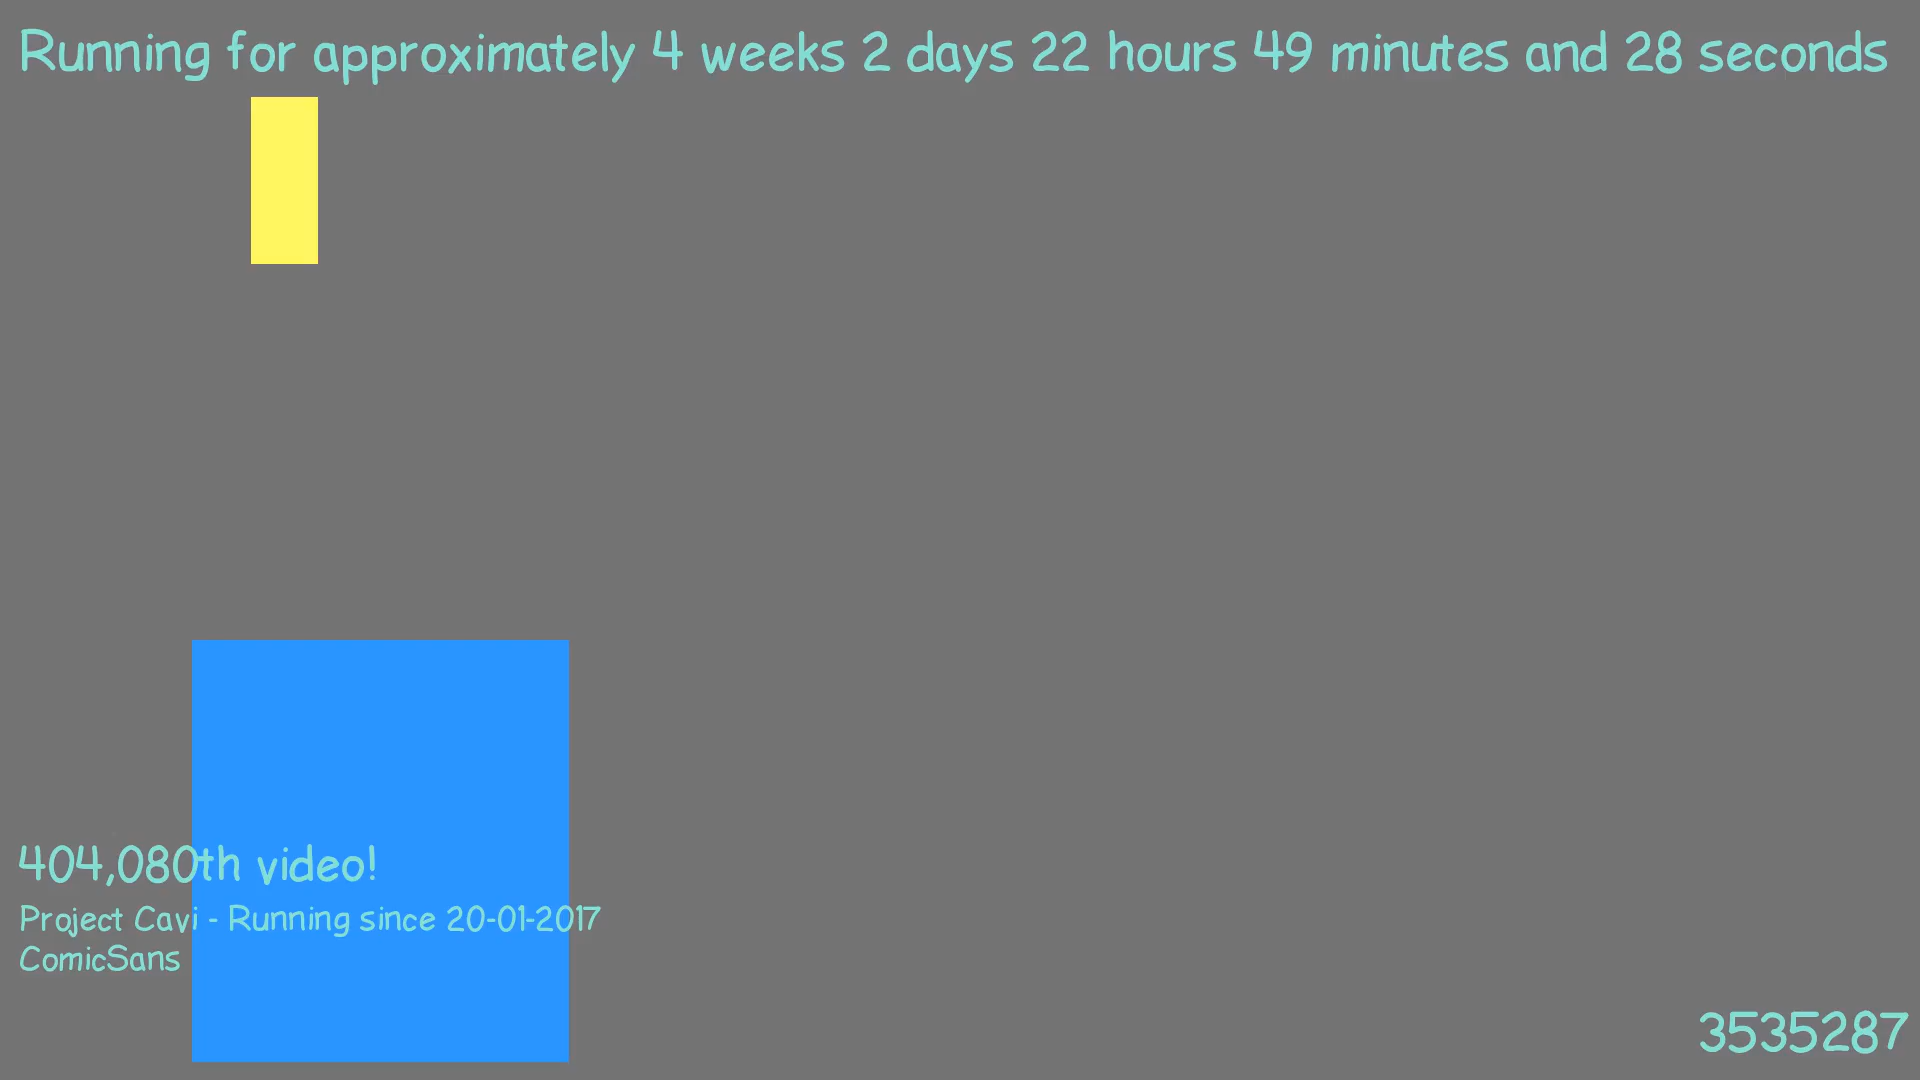 Running for approximately 4 weeks 2 days 22 hours 49 minutes and 28 seconds
404,080th video!
Project Cavi - Running since 20-01-2017
ComicSans
3535287